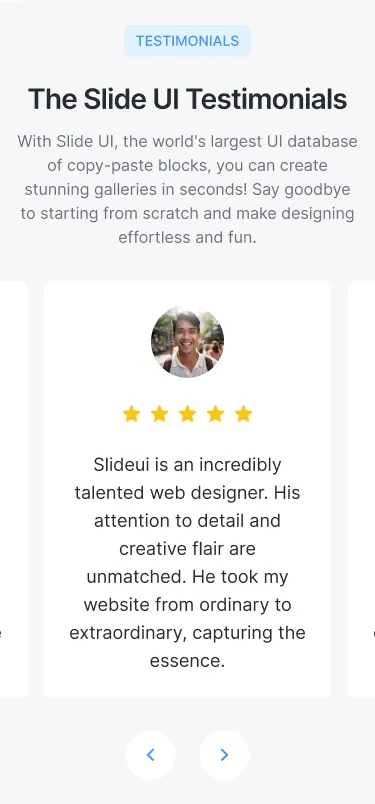 TESTIMONIALS
The Slide UI Testimonials
With Slide UI, the world's largest UI database
of copy-paste blocks, you can create
stunning galleries in seconds! Say goodbye
to starting from scratch and make designing
effortless and fun.
Slideui is an incredibly
talented web designer. His
attention to detail and
creative flair are
unmatched. He took my
website from ordinary to
extraordinary, capturing the
essence.